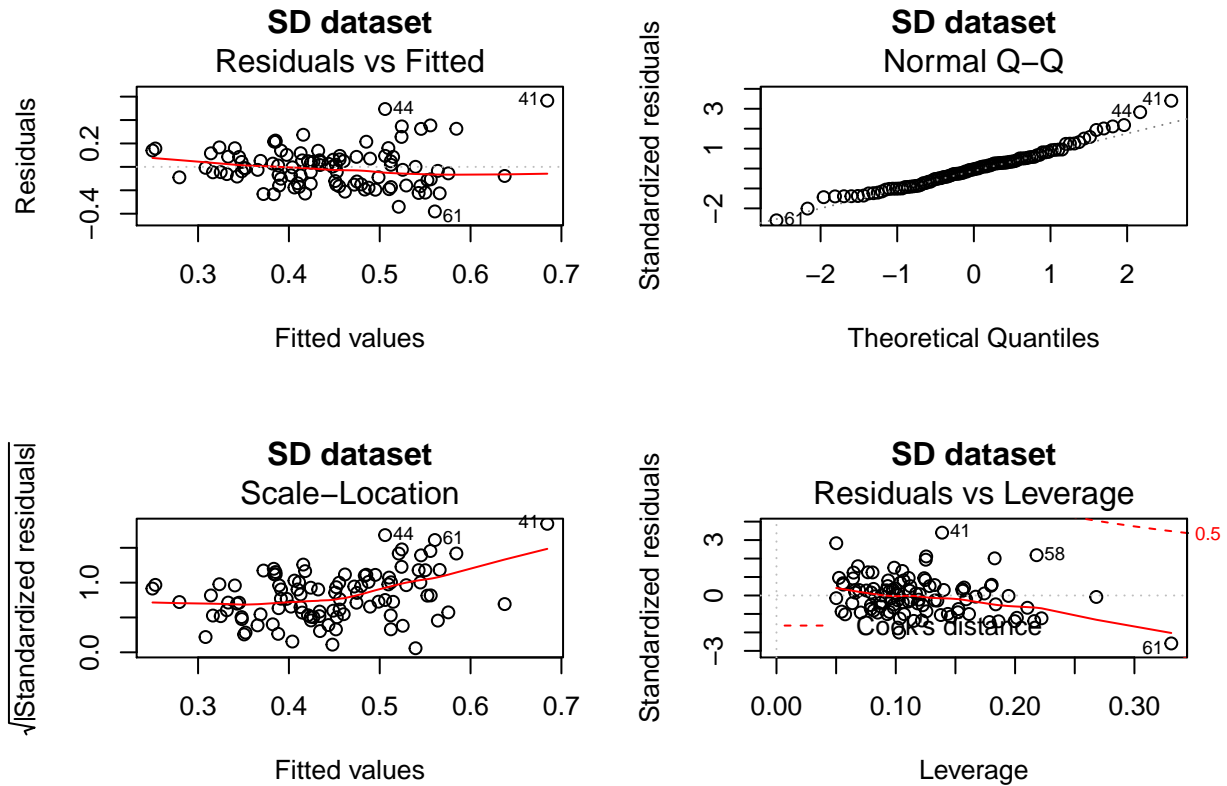 SD dataset
Residuals vs Fitted
Residuals
0.2
−0.4
44
41
61
0.3 0.4 0.5 0.6 0.7
Fitted values
SD dataset
Normal Q−Q
Standardized residuals
3
1
−2
44
41
61
−2 −1 0 1 2
Theoretical Quantiles
SD dataset
Scale−Location
√|Standardized residuals|
1.0
0.0
44
61
41
0.3 0.4 0.5 0.6 0.7
Fitted values
SD dataset
Residuals vs Leverage
Standardized residuals
3
0
−3
41
58
61
0.5
Cook's distance
0.00 0.10 0.20 0.30
Leverage